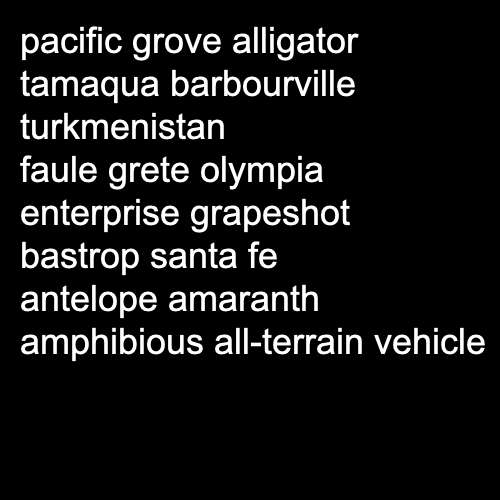 pacific grove alligator
tamaqua barbourville
turkmenistan
faule grete olympia
enterprise grapeshot
bastrop santa fe
antelope amaranth
amphibious all-terrain vehicle